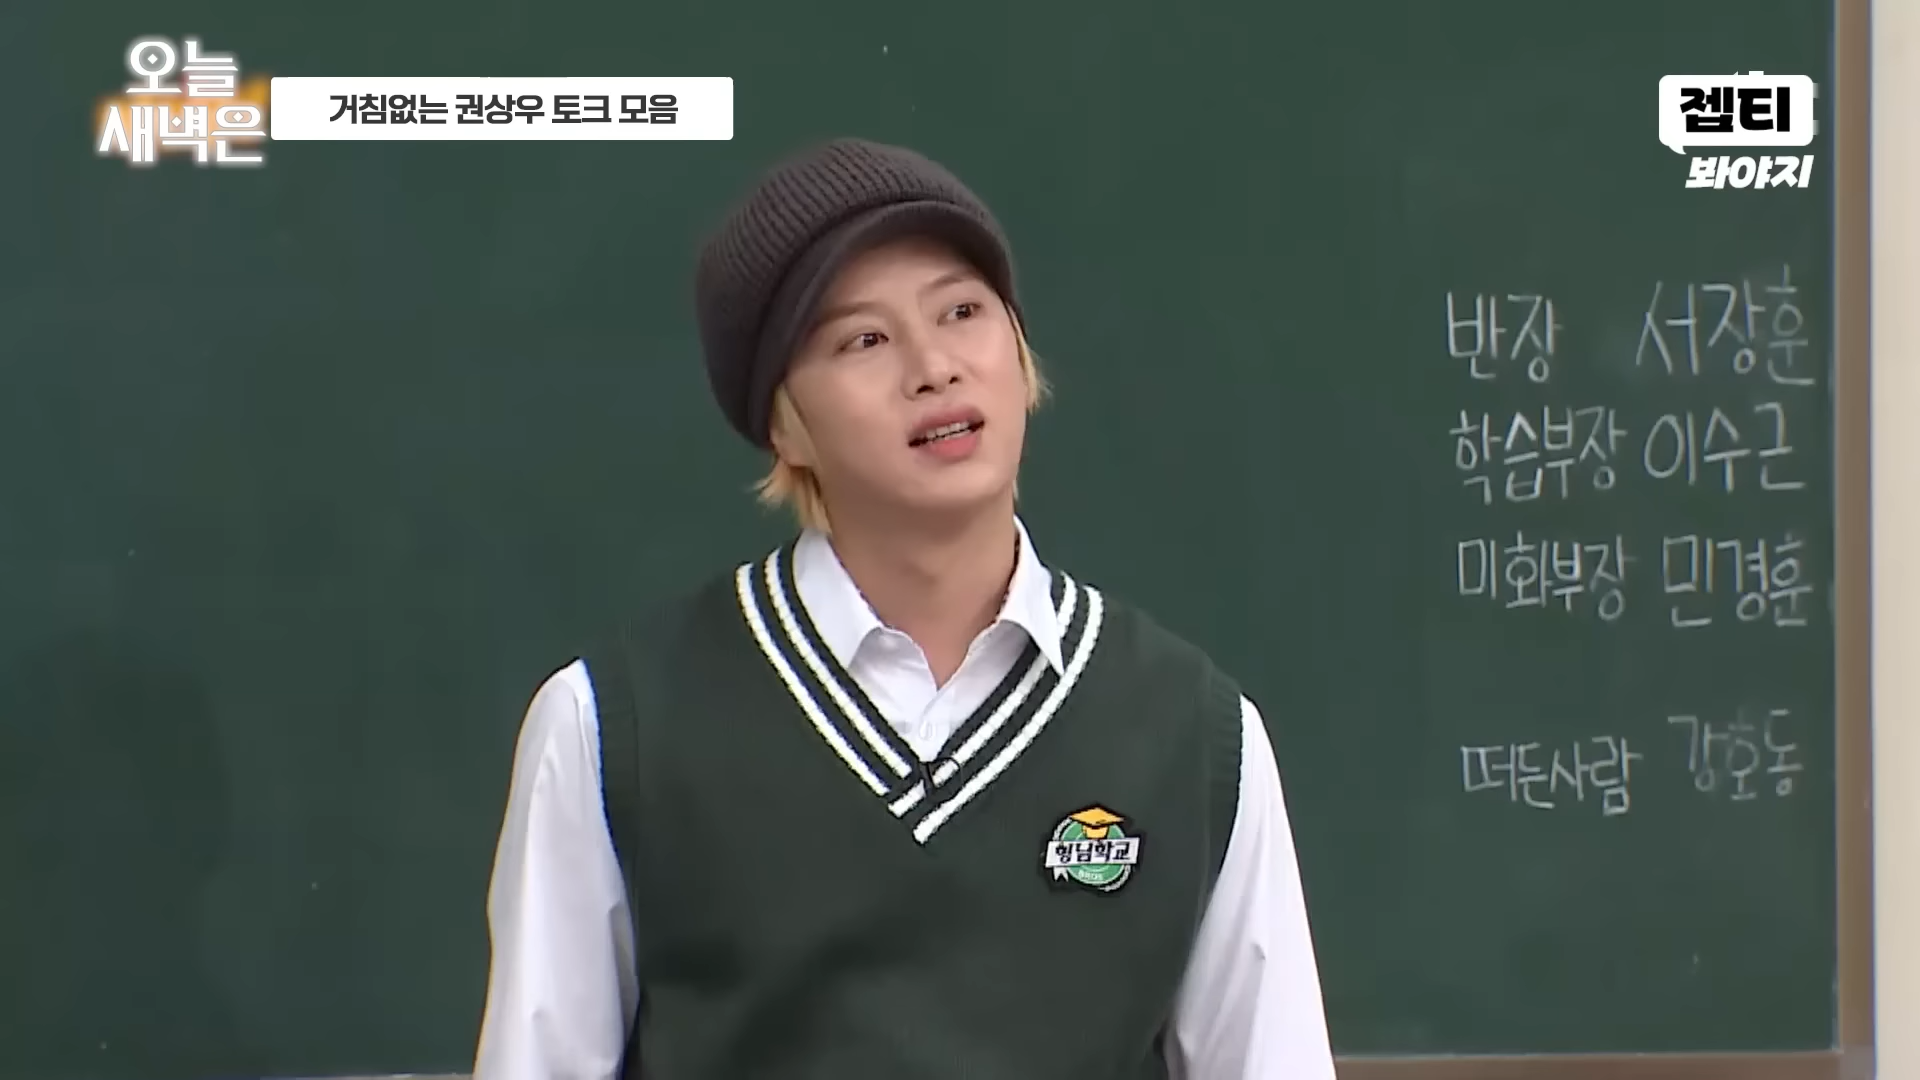 오늘
새벽은
거침없는 권상우 토크 모음
젭티
봐야지
반장 서장훈
학습부장 이수근
미화부장 민경훈
떠든사람 강호동
형님학교
BROS